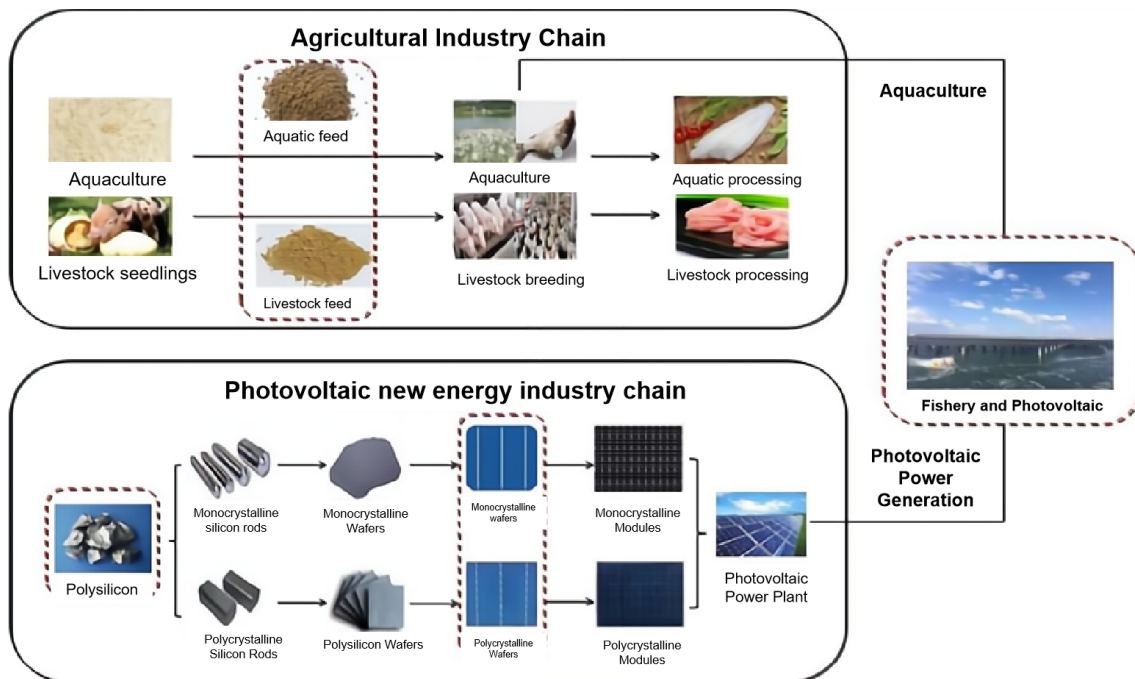 Agricultural Industry Chain
Aquatic feed
Aquaculture
Aquaculture
Aquaculture
Aquatic processing
Livestock seedlings
Livestock feed
Livestock breeding
Livestock processing
Fishery and Photovoltaic
Photovoltaic new energy industry chain
Photovoltaic
Power
Generation
Polysilicon
Monocrystalline
silicon rods
Monocrystalline
Wafers
Monocrystalline
wafers
Monocrystalline
Modules
Photovoltaic
Power Plant
Polycrystalline
Silicon Rods
Polysilicon Wafers
Polycrystalline
Wafers
Polycrystalline
Modules